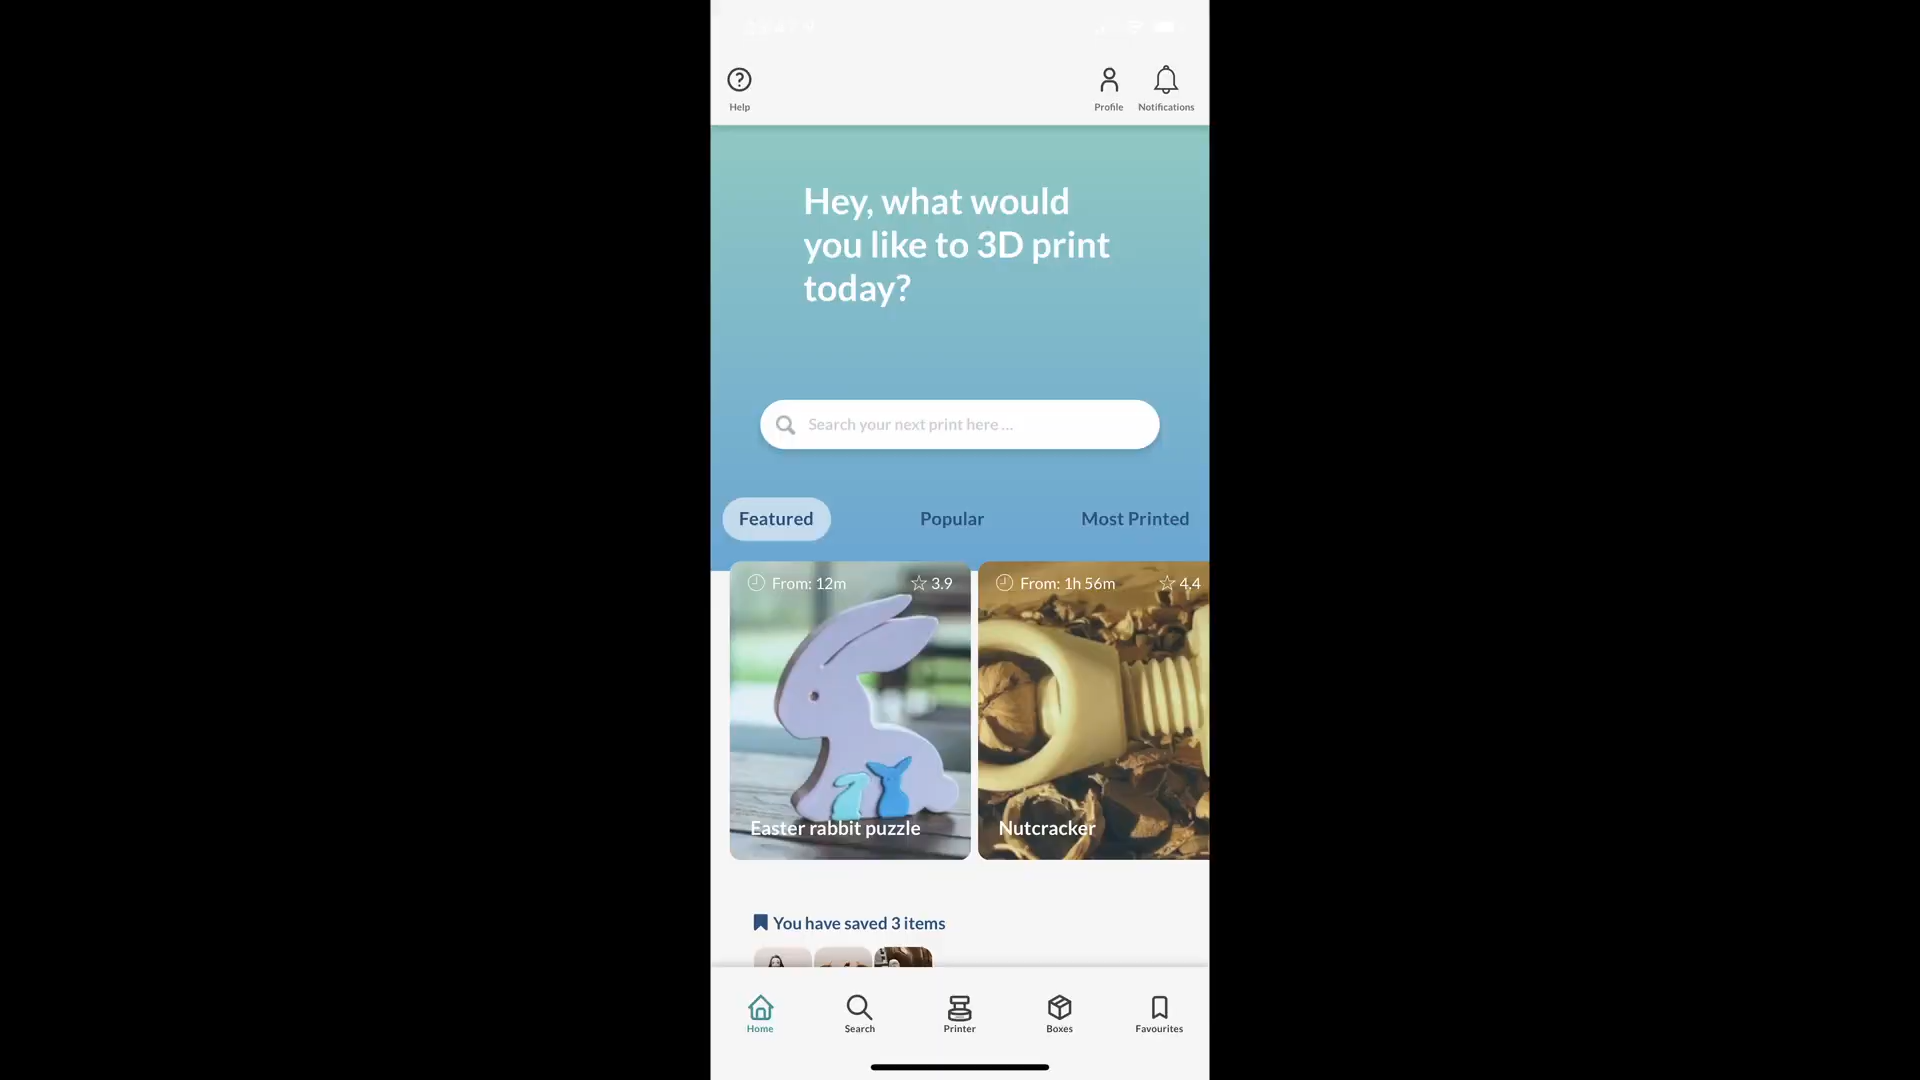 Help
Profile
Notifications
Hey, what would
you like to 3D print
today?
Search your next print here ...
Featured
Popular
Most Printed
From: 12m
3.9
From: 1h 56m
4.4
Easter rabbit puzzle
Nutcracker
You have saved 3 items
Home
Search
Printer
Boxes
Favourites